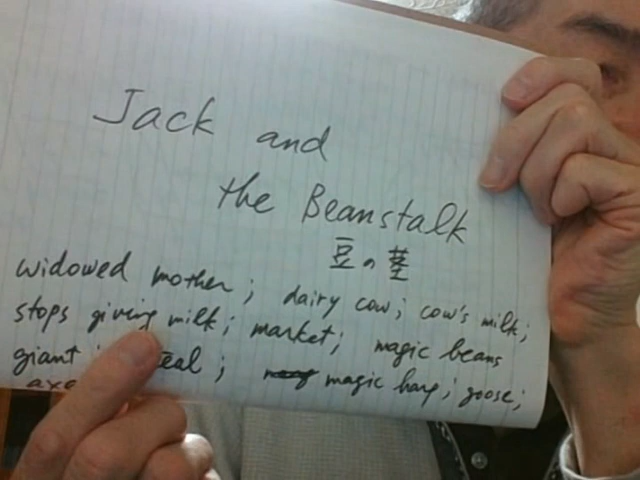 Jack and
the Beanstalk
豆の茎
widowed mother; dairy cow; cow's milk;
stops giving milk; market; magic beans
giant ; magic harp; goose;
axe